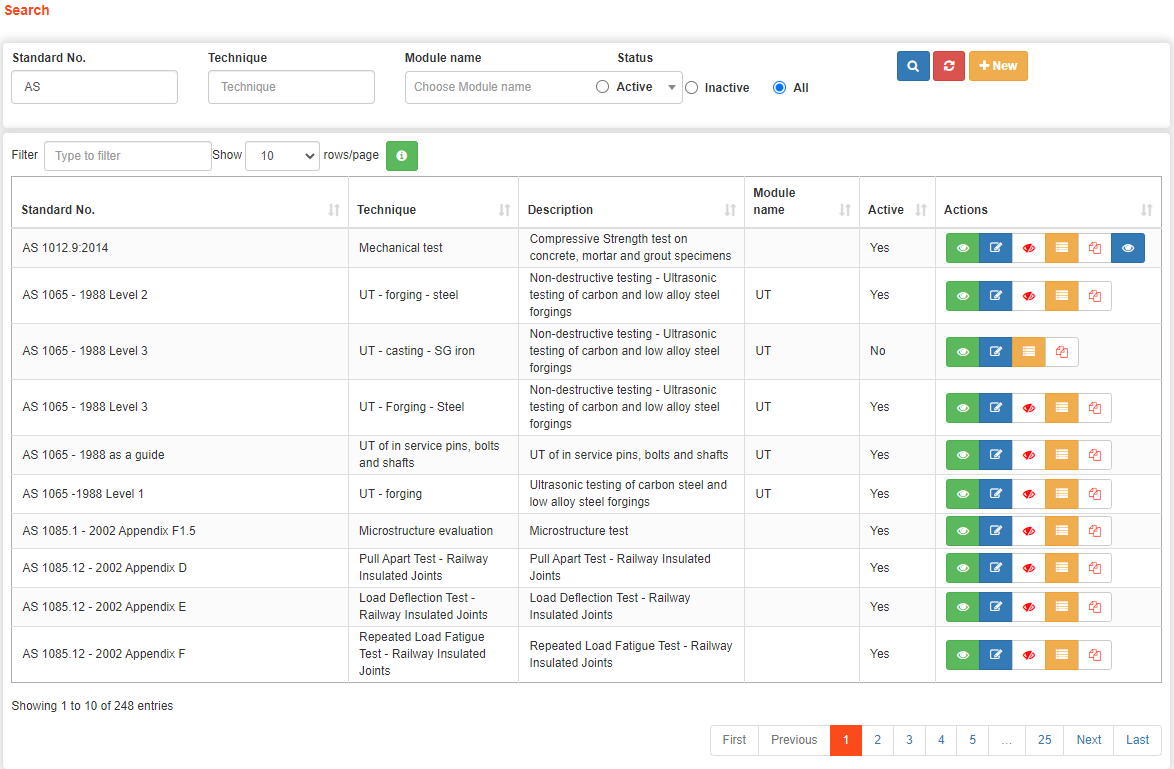 Search
Standard No. Technique Module name Status
AS Technique Choose Module name Active Inactive All New
Filter Type to filter Show 10 rows/page
Standard No. Technique Description Module name Active Actions
AS 1012.9:2014 Mechanical test Compressive Strength test on concrete, mortar and grout specimens Yes
AS 1065 - 1988 Level 2 UT - forging - steel Non-destructive testing - Ultrasonic testing of carbon and low alloy steel forgings UT Yes
AS 1065 - 1988 Level 3 UT - casting - SG iron Non-destructive testing - Ultrasonic testing of carbon and low alloy steel forgings UT No
AS 1065 - 1988 Level 3 UT - Forging - Steel Non-destructive testing - Ultrasonic testing of carbon and low alloy steel forgings UT Yes
AS 1065 - 1988 as a guide UT of in service pins, bolts and shafts UT of in service pins, bolts and shafts UT Yes
AS 1065 -1988 Level 1 UT - forging Ultrasonic testing of carbon steel and low alloy steel forgings UT Yes
AS 1085.1 - 2002 Appendix F1.5 Microstructure evaluation Microstructure test Yes
AS 1085.12 - 2002 Appendix D Pull Apart Test - Railway Insulated Joints Pull Apart Test - Railway Insulated Joints Yes
AS 1085.12 - 2002 Appendix E Load Deflection Test - Railway Insulated Joints Load Deflection Test - Railway Insulated Joints Yes
AS 1085.12 - 2002 Appendix F Repeated Load Fatigue Test - Railway Insulated Joints Repeated Load Fatigue Test - Railway Insulated Joints Yes
Showing 1 to 10 of 248 entries
First Previous 1 2 3 4 5 ... 25 Next Last